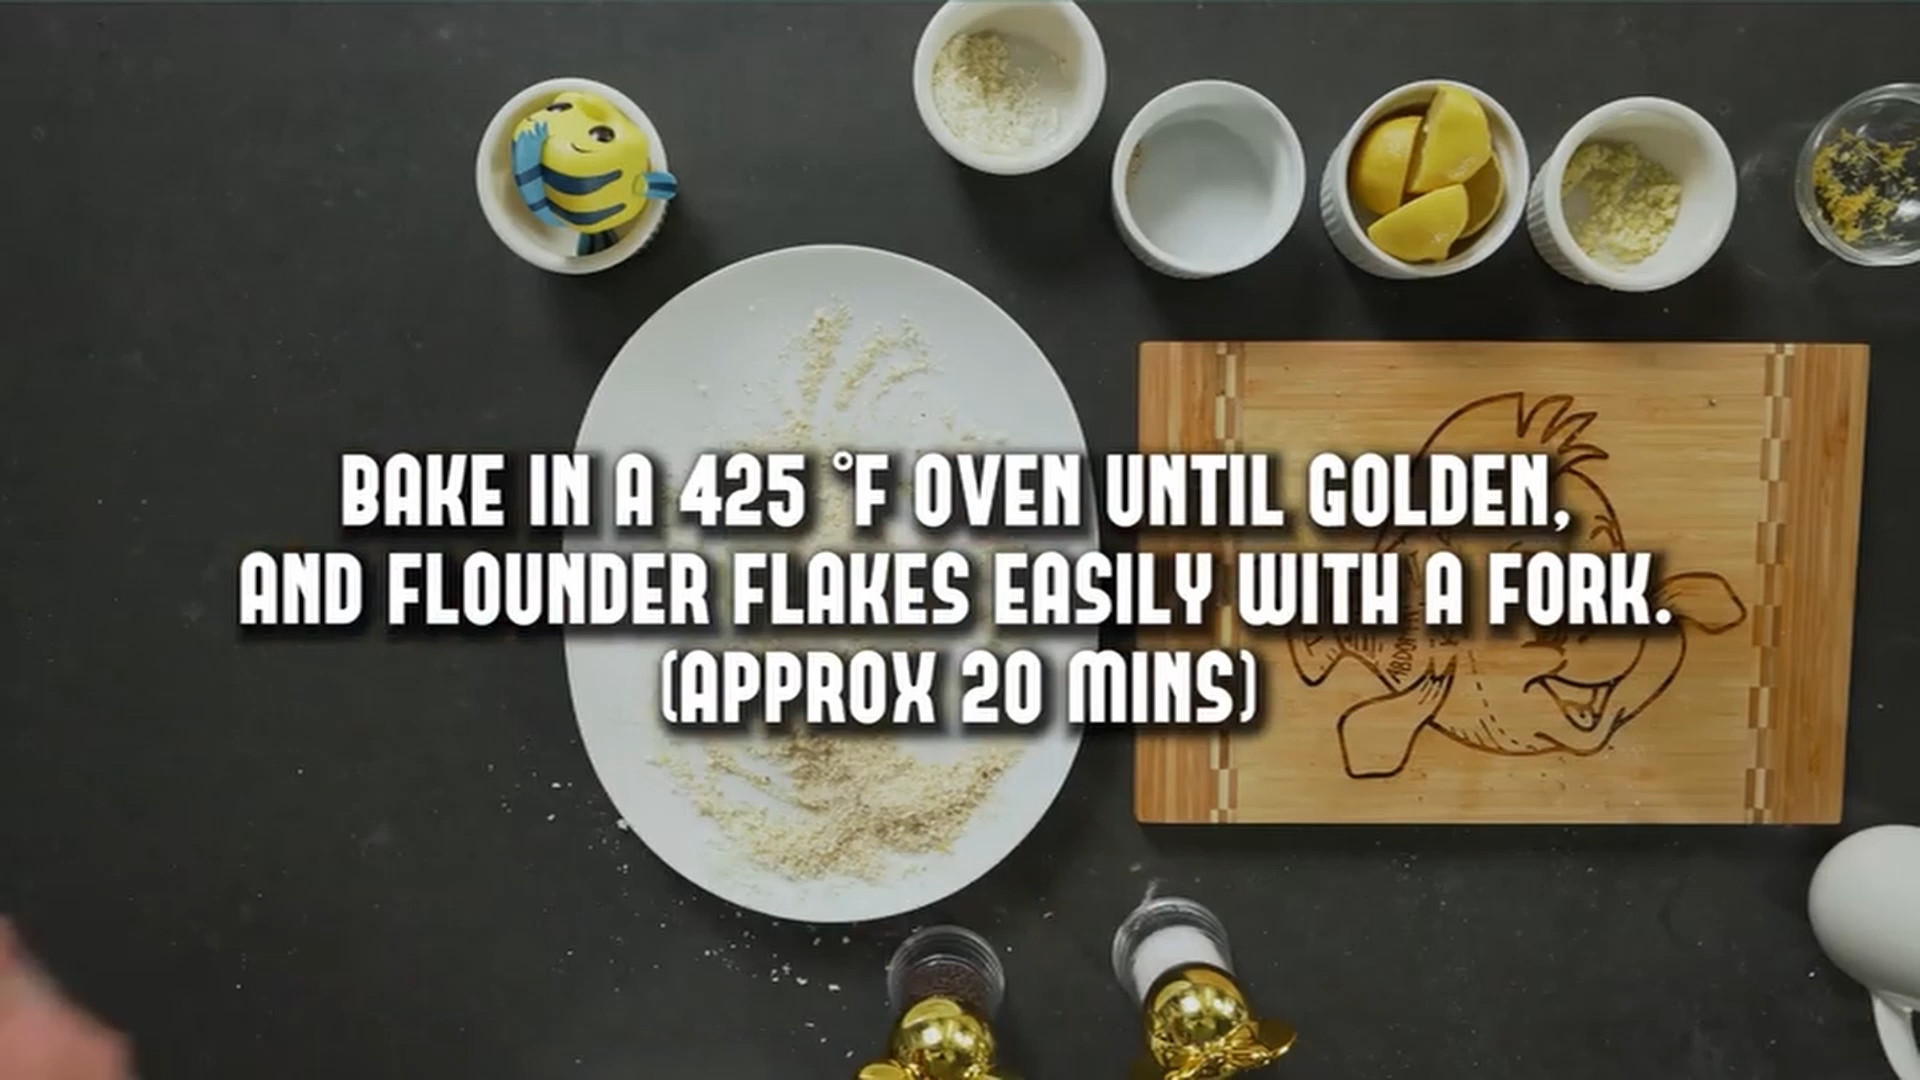 BAKE IN A 425 °F OVEN UNTIL GOLDEN,
AND FLOUNDER FLAKES EASILY WITH A FORK.
(APPROX 20 MINS)